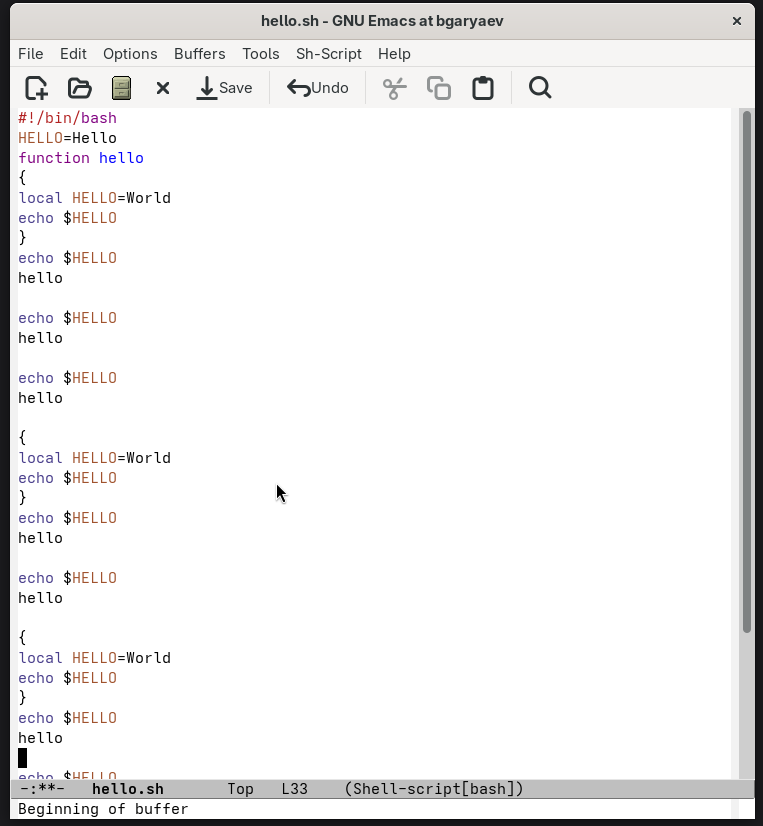 hello.sh - GNU Emacs at bgaryaev
File Edit Options Buffers Tools Sh-Script Help
Save Undo
#!/bin/bash
HELLO=Hello
function hello
{
local HELLO=World
echo $HELLO
}
echo $HELLO
hello
echo $HELLO
hello
echo $HELLO
hello
{
local HELLO=World
echo $HELLO
}
echo $HELLO
hello
echo $HELLO
hello
{
local HELLO=World
echo $HELLO
}
echo $HELLO
hello
echo $HELLO
-:**- hello.sh Top L33 (Shell-script[bash])
Beginning of buffer